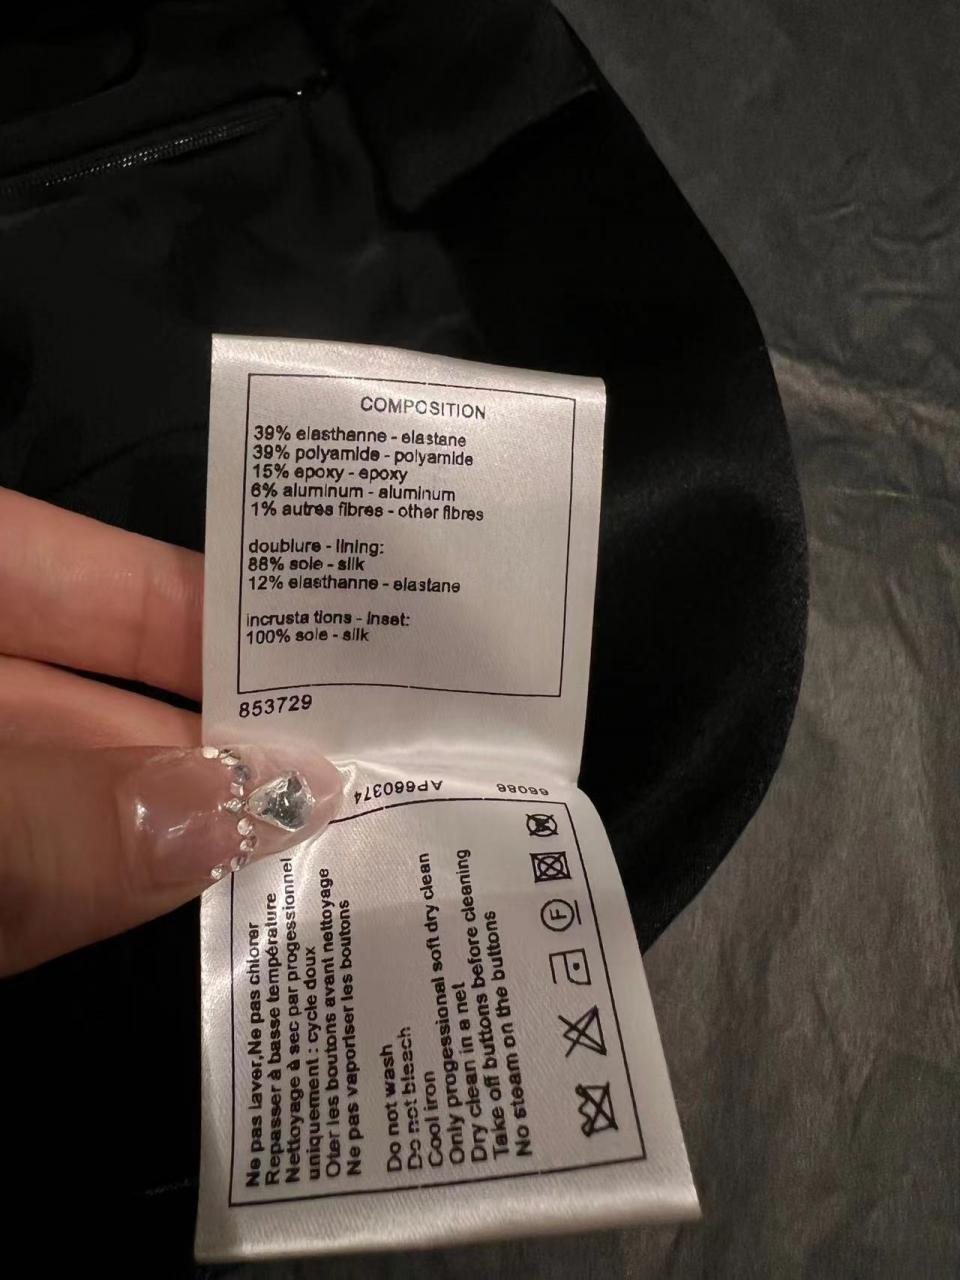 COMPOSITION
39% elasthanne - elastane
39% polyamide - polyamide
15% epoxy - epoxy
6% aluminum - aluminum
1% autres fibres - other fibres
doublure - lining:
88% soie - silk
12% elasthanne - elastane
incrusta tions - inset:
100% soie - silk
853729
AP660374
Ne pas laver,Ne pas chlorer
Repasser à basse température
Nettoyage à sec par progessionnel
uniquement : cycle doux
Oter les boutons avant nettoyage
Ne pas vaporiser les boutons
Do not wash
Do not bleach
Cool iron
Only progessional soft dry clean
Dry clean in a net
Take off buttons before cleaning
No steam on the buttons
F